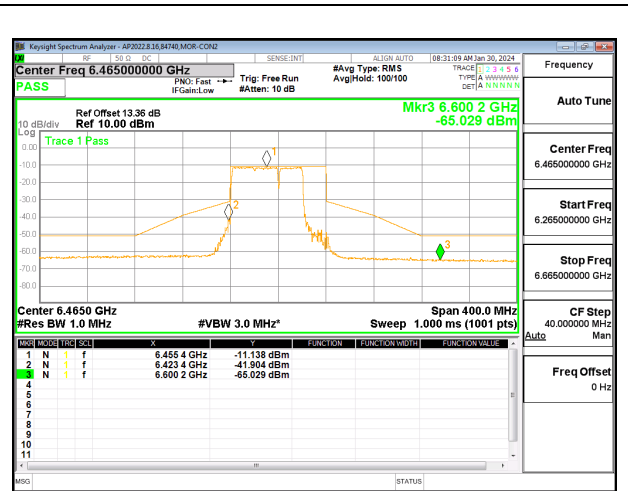 Keysight Spectrum Analyzer - AP2022.8.16,84740,MOR-CON2
RF 50 Ω DC SENSE:INT ALIGN AUTO 08:31:09 AM Jan 30, 2024
Center Freq 6.465000000 GHz #Avg Type: RMS TRACE 1 2 3 4 5 6
PASS PNO: Fast Trig: Free Run Avg|Hold: 100/100 TYPE A WWWWW
IFGain:Low #Atten: 10 dB DET A N N N N N
Frequency
Auto Tune
Center Freq
6.465000000 GHz
Start Freq
6.265000000 GHz
Stop Freq
6.665000000 GHz
CF Step
40.000000 MHz
Auto Man
Freq Offset
0 Hz
Ref Offset 13.36 dB Mkr3 6.600 2 GHz
10 dB/div Ref 10.00 dBm -65.029 dBm
Log
Trace 1 Pass
0.00
-10.0
-20.0
-30.0
-40.0
-50.0
-60.0
-70.0
-80.0
1
2
3
Center 6.4650 GHz Span 400.0 MHz
#Res BW 1.0 MHz #VBW 3.0 MHz* Sweep 1.000 ms (1001 pts)
MKR MODE TRC SCL X Y FUNCTION FUNCTION WIDTH FUNCTION VALUE
1 N 1 f 6.455 4 GHz -11.138 dBm
2 N 1 f 6.423 4 GHz -41.904 dBm
3 N 1 f 6.600 2 GHz -65.029 dBm
4
5
6
7
8
9
10
11
MSG STATUS